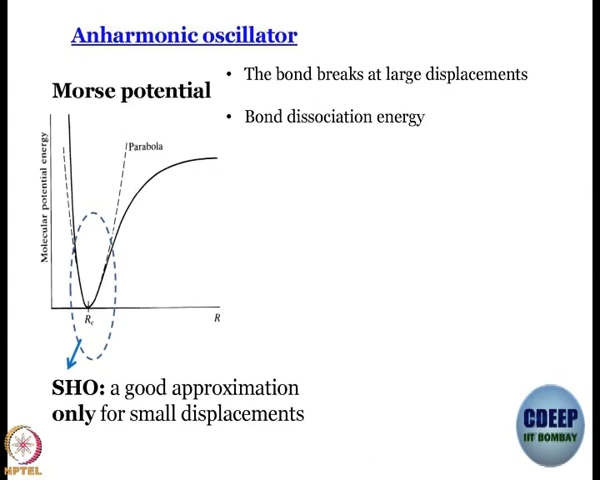 Anharmonic oscillator
Morse potential
• The bond breaks at large displacements
• Bond dissociation energy
Molecular potential energy
Parabola
Re
R
SHO: a good approximation
only for small displacements
CDEEP
IIT BOMBAY
NPTEL